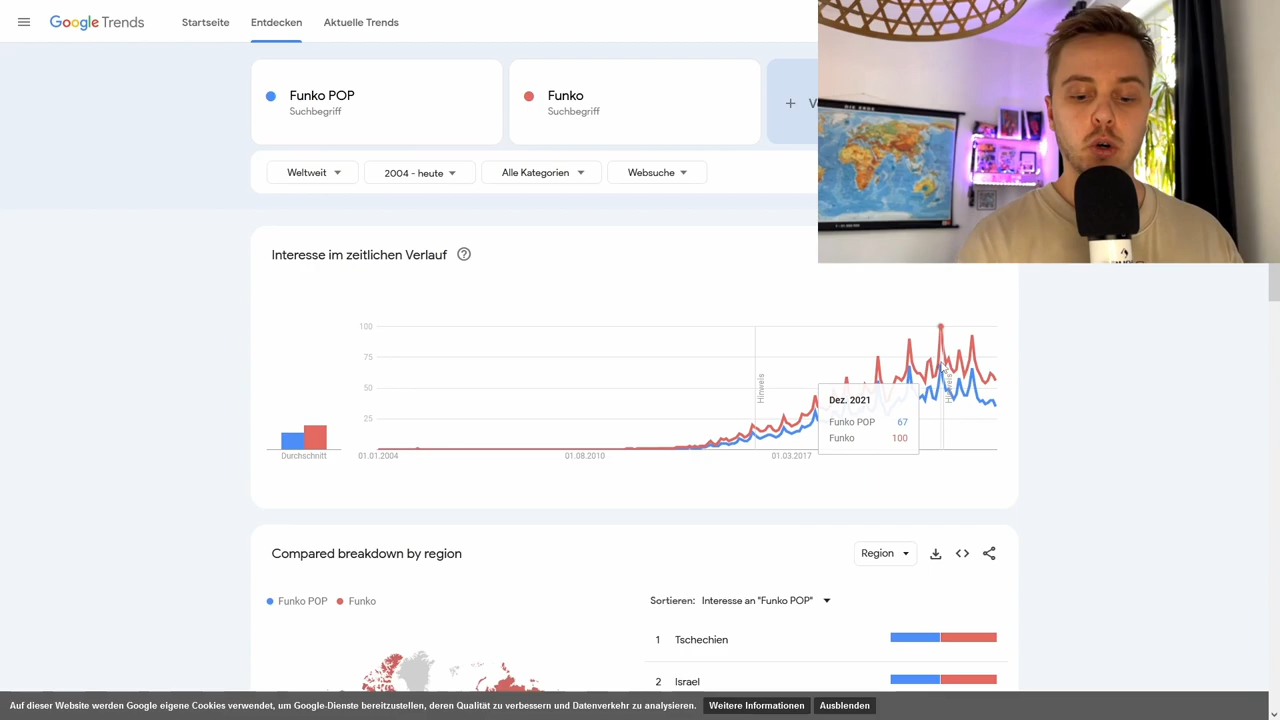 Google Trends
Startseite
Entdecken
Aktuelle Trends
Funko POP
Suchbegriff
Funko
Suchbegriff
+ V
Weltweit
2004 - heute
Alle Kategorien
Websuche
DIE ERDE
Interesse im zeitlichen Verlauf
100
75
50
25
Hinweis
Hinweis
Dez. 2021
Funko POP 67
Funko 100
Durchschnitt
01.01.2004
01.08.2010
01.03.2017
Compared breakdown by region
Region
Funko POP
Funko
Sortieren: Interesse an "Funko POP"
1 Tschechien
2 Israel
Auf dieser Website werden Google eigene Cookies verwendet, um Google-Dienste bereitzustellen, deren Qualität zu verbessern und Datenverkehr zu analysieren.
Weitere Informationen
Ausblenden